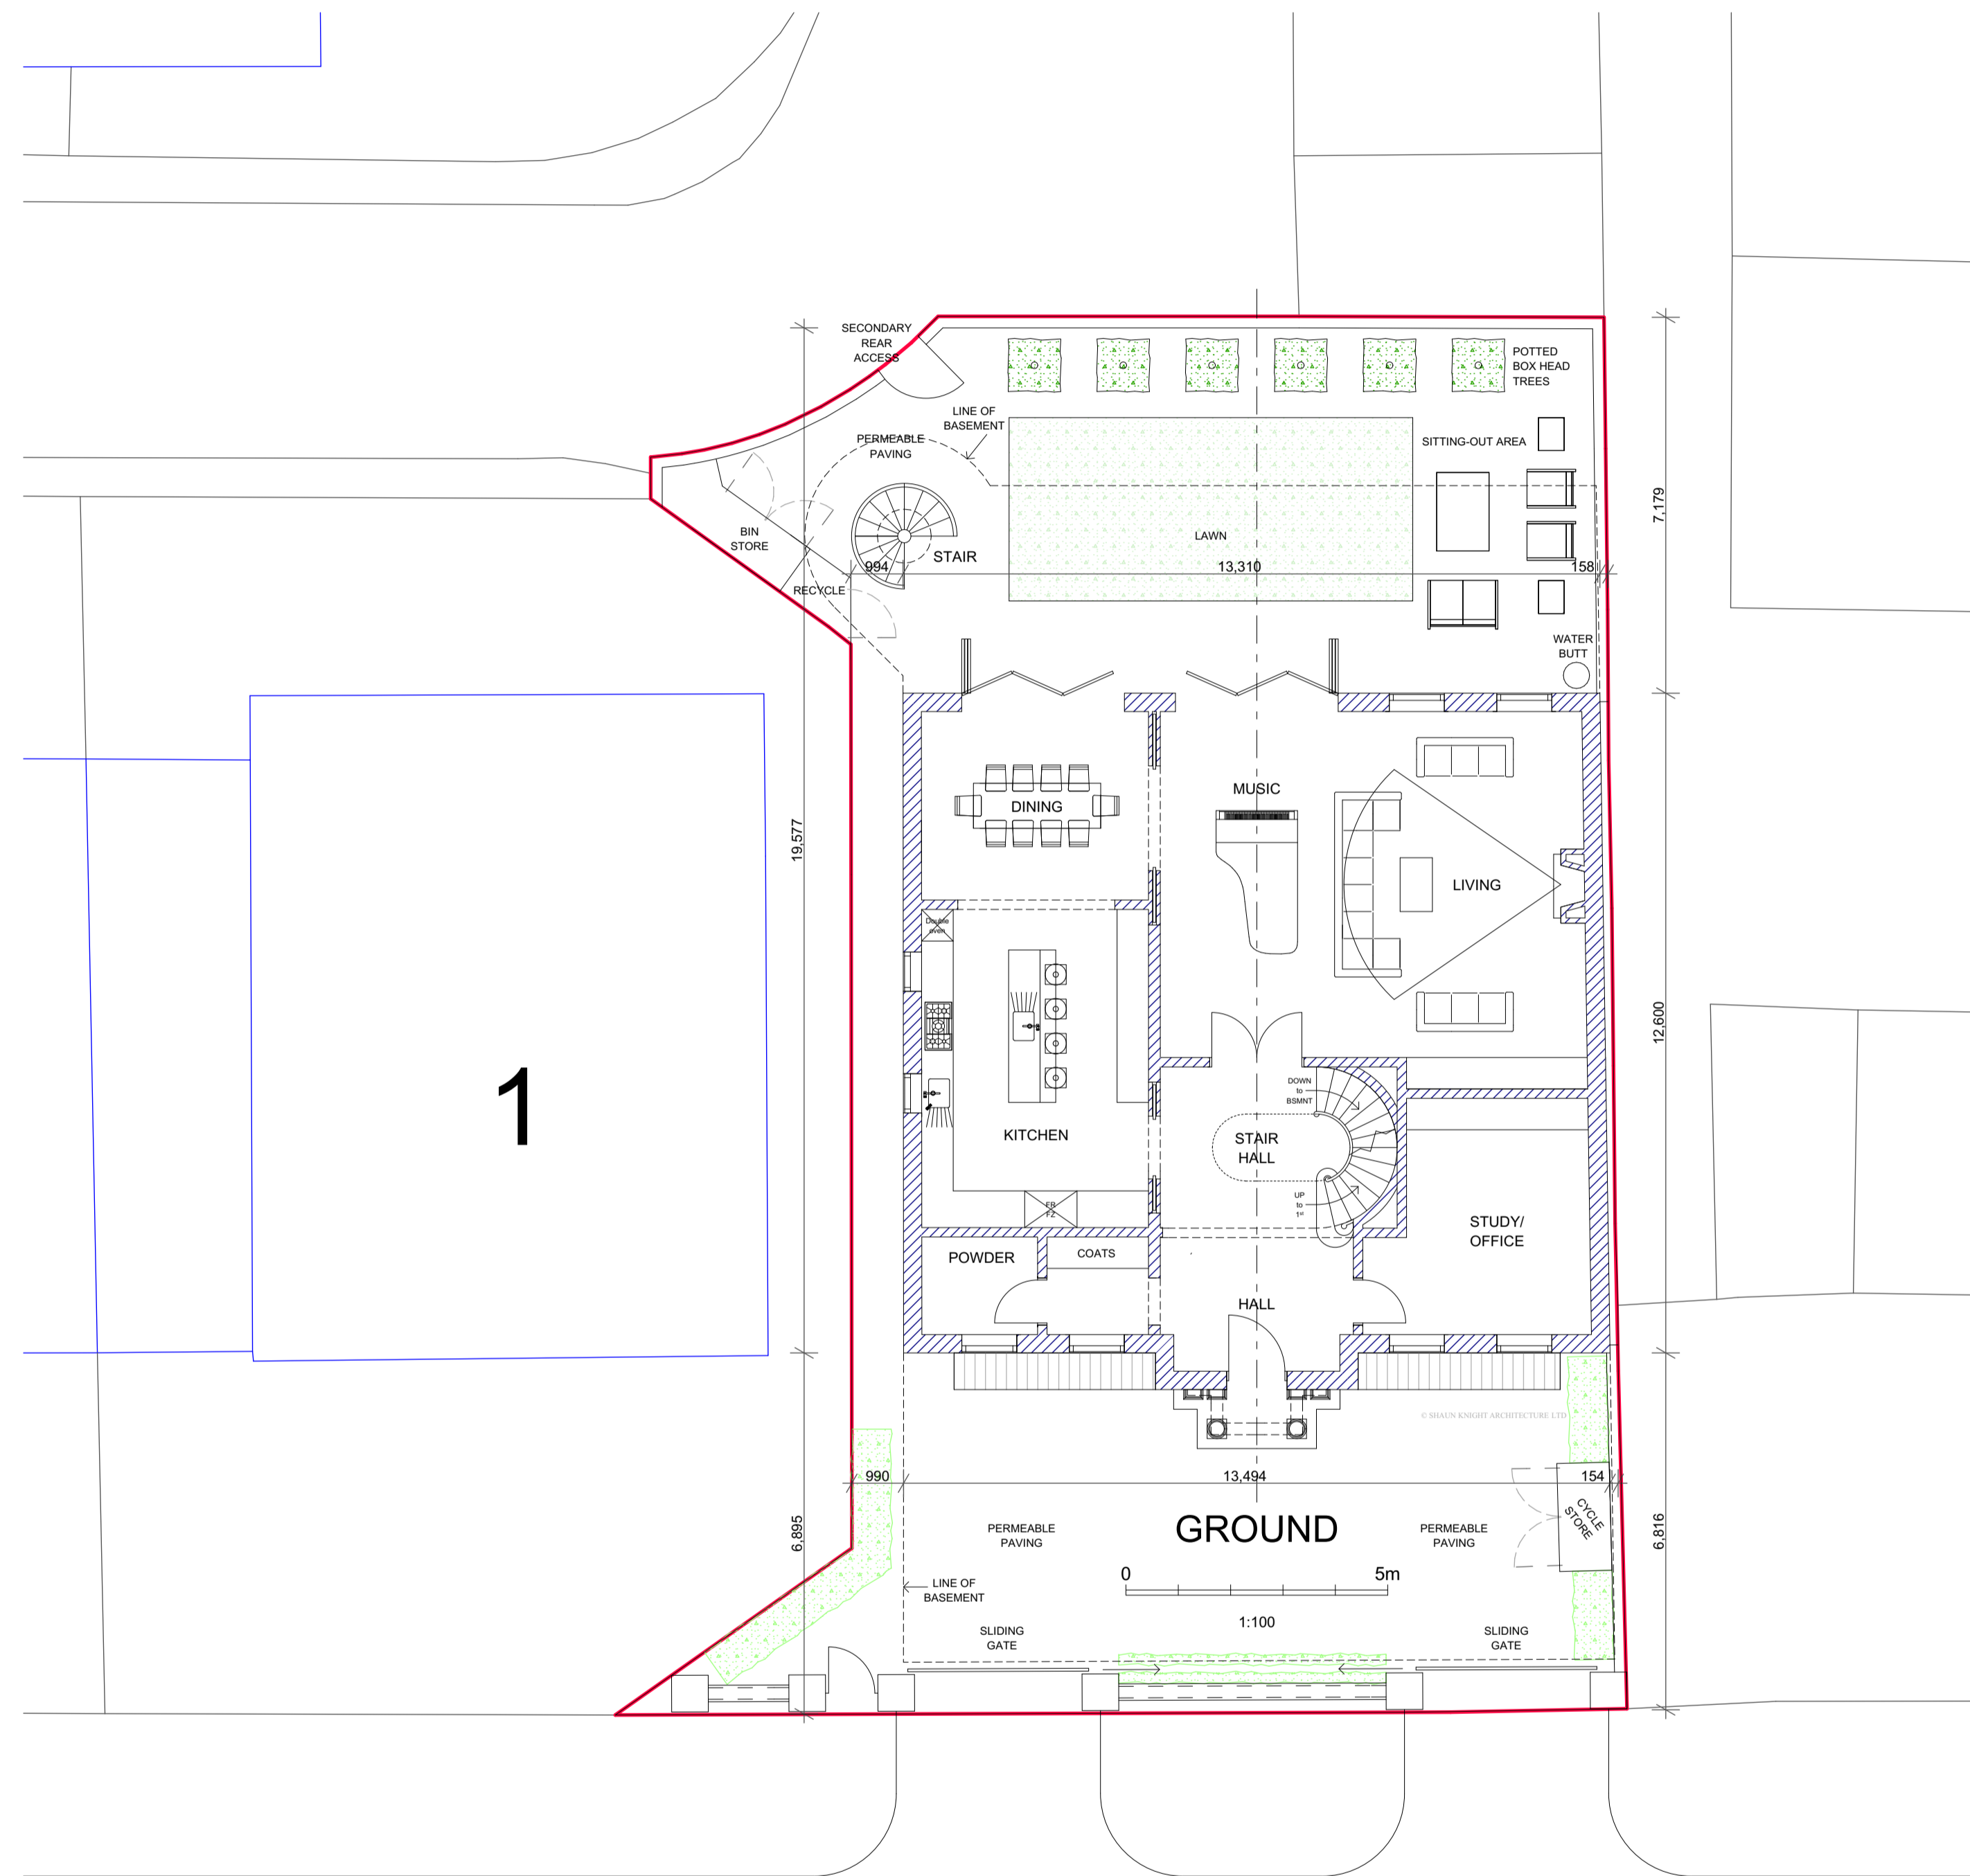 SECONDARY
REAR
ACCESS
POTTED
BOX HEAD
TREES
LINE OF
BASEMENT
PERMEABLE
PAVING
SITTING-OUT AREA
7,179
BIN
STORE
STAIR
LAWN
994
13,310
158
RECYCLE
WATER
BUTT
MUSIC
DINING
19,577
LIVING
Double
oven
12,600
1
DOWN
to
BSMNT
KITCHEN
STAIR
HALL
UP
to
1st
FR
FZ
STUDY/
OFFICE
POWDER
COATS
HALL
© SHAUN KNIGHT ARCHITECTURE LTD
990
13,494
154
CYCLE
STORE
6,895
PERMEABLE
PAVING
GROUND
PERMEABLE
PAVING
6,816
0 5m
LINE OF
BASEMENT
1:100
SLIDING
GATE
SLIDING
GATE